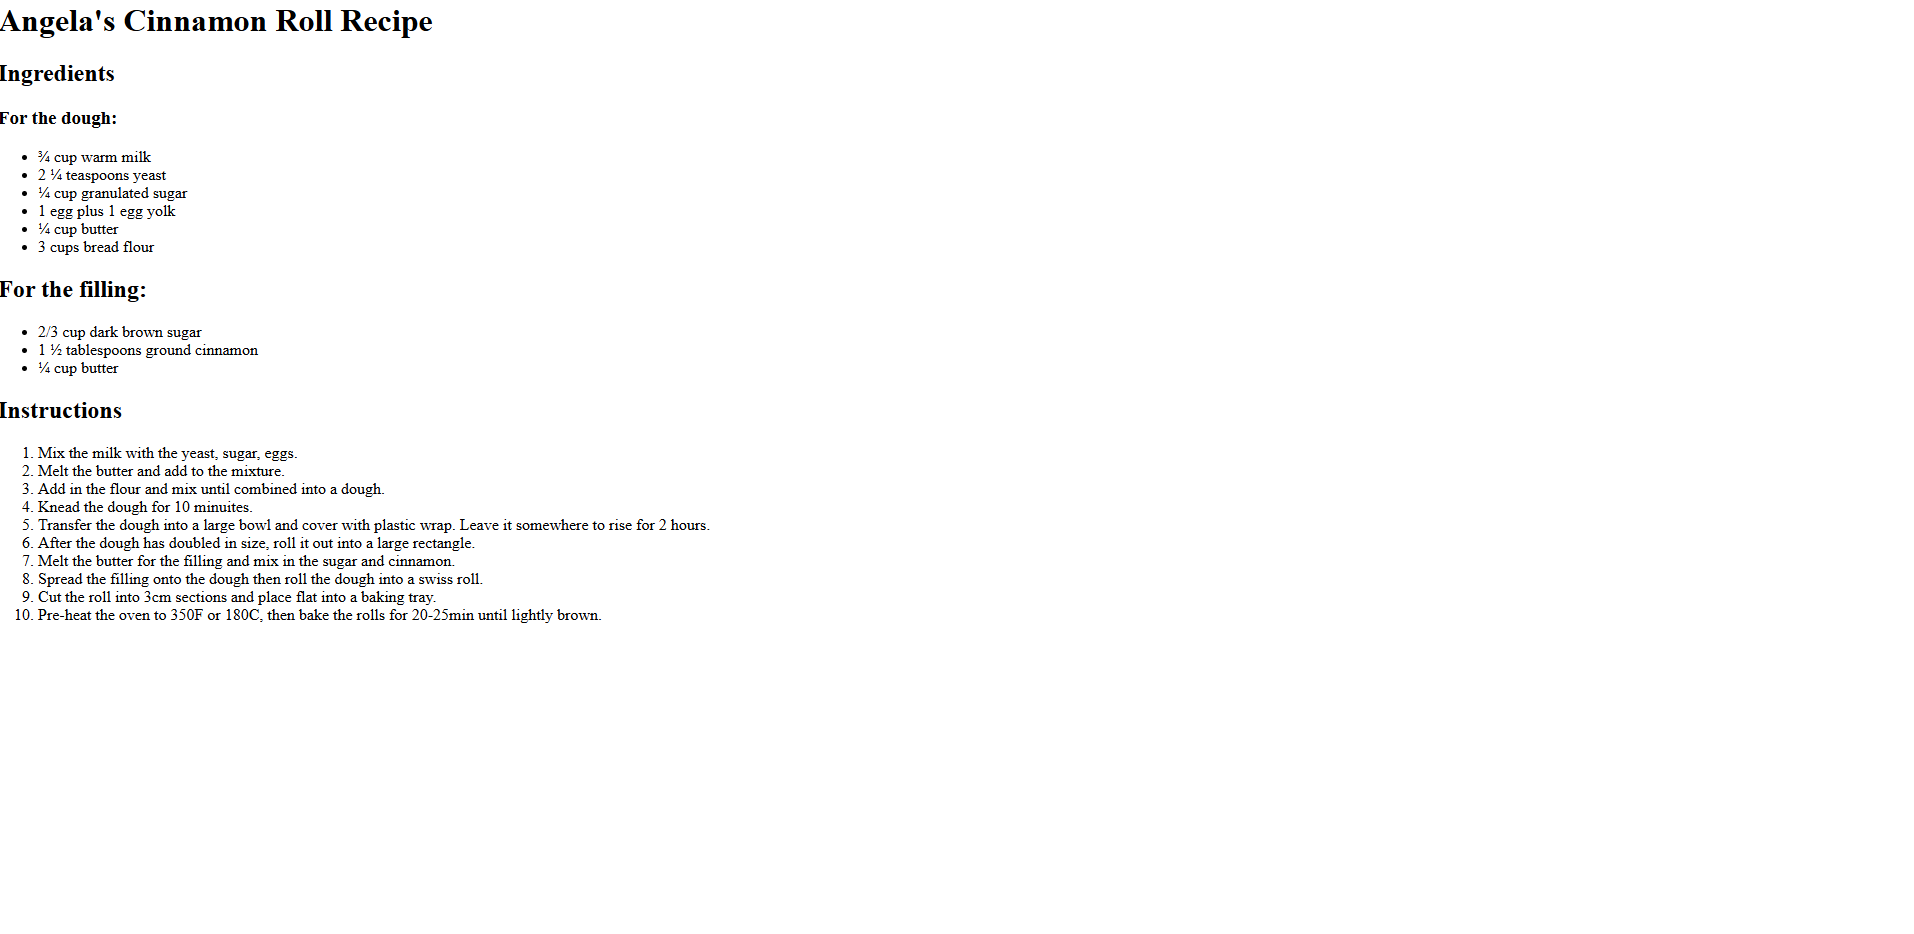 Angela's Cinnamon Roll Recipe
Ingredients
For the dough:
• ¾ cup warm milk
• 2 ¼ teaspoons yeast
• ¼ cup granulated sugar
• 1 egg plus 1 egg yolk
• ¼ cup butter
• 3 cups bread flour
For the filling:
• 2/3 cup dark brown sugar
• 1 ½ tablespoons ground cinnamon
• ¼ cup butter
Instructions
1. Mix the milk with the yeast, sugar, eggs.
2. Melt the butter and add to the mixture.
3. Add in the flour and mix until combined into a dough.
4. Knead the dough for 10 minuites.
5. Transfer the dough into a large bowl and cover with plastic wrap. Leave it somewhere to rise for 2 hours.
6. After the dough has doubled in size, roll it out into a large rectangle.
7. Melt the butter for the filling and mix in the sugar and cinnamon.
8. Spread the filling onto the dough then roll the dough into a swiss roll.
9. Cut the roll into 3cm sections and place flat into a baking tray.
10. Pre-heat the oven to 350F or 180C, then bake the rolls for 20-25min until lightly brown.